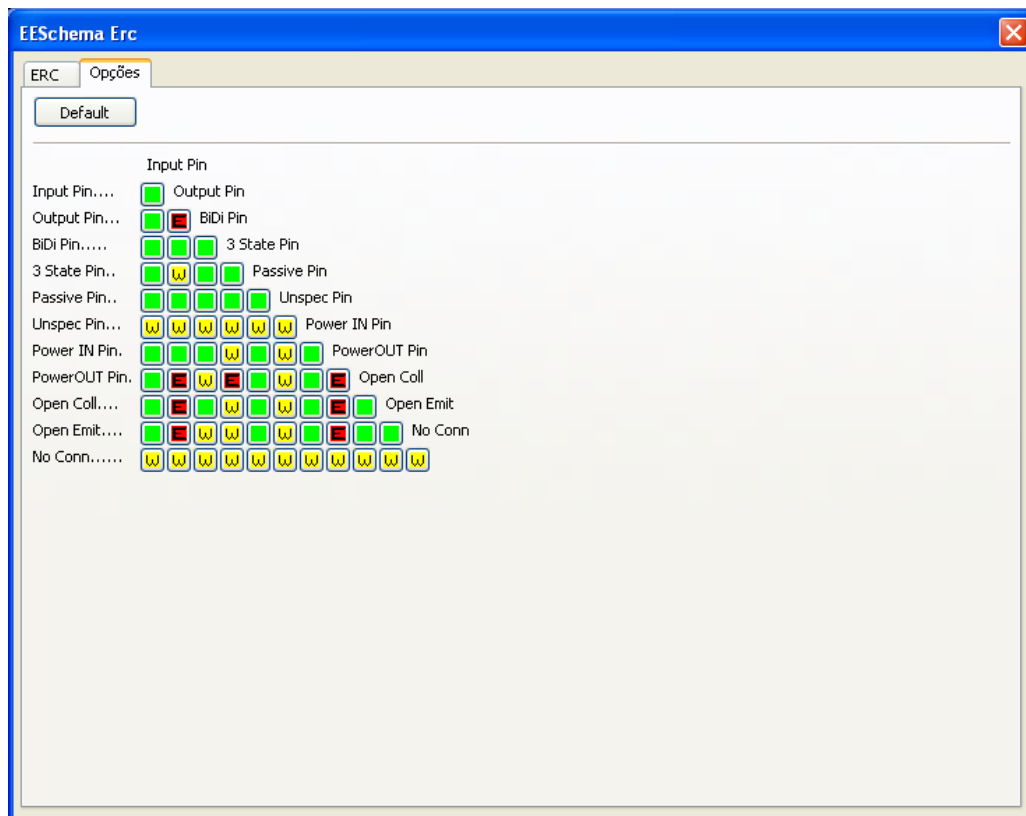 EESchema Erc
ERC Opções
Default
Input Pin
Input Pin.... Output Pin
Output Pin... E BiDi Pin
BiDi Pin..... 3 State Pin
3 State Pin.. W Passive Pin
Passive Pin.. Unspec Pin
Unspec Pin... W W W W W W Power IN Pin
Power IN Pin. W W PowerOUT Pin
PowerOUT Pin. E W E W E Open Coll
Open Coll.... E W W E Open Emit
Open Emit.... E W W W E No Conn
No Conn...... W W W W W W W W W W W